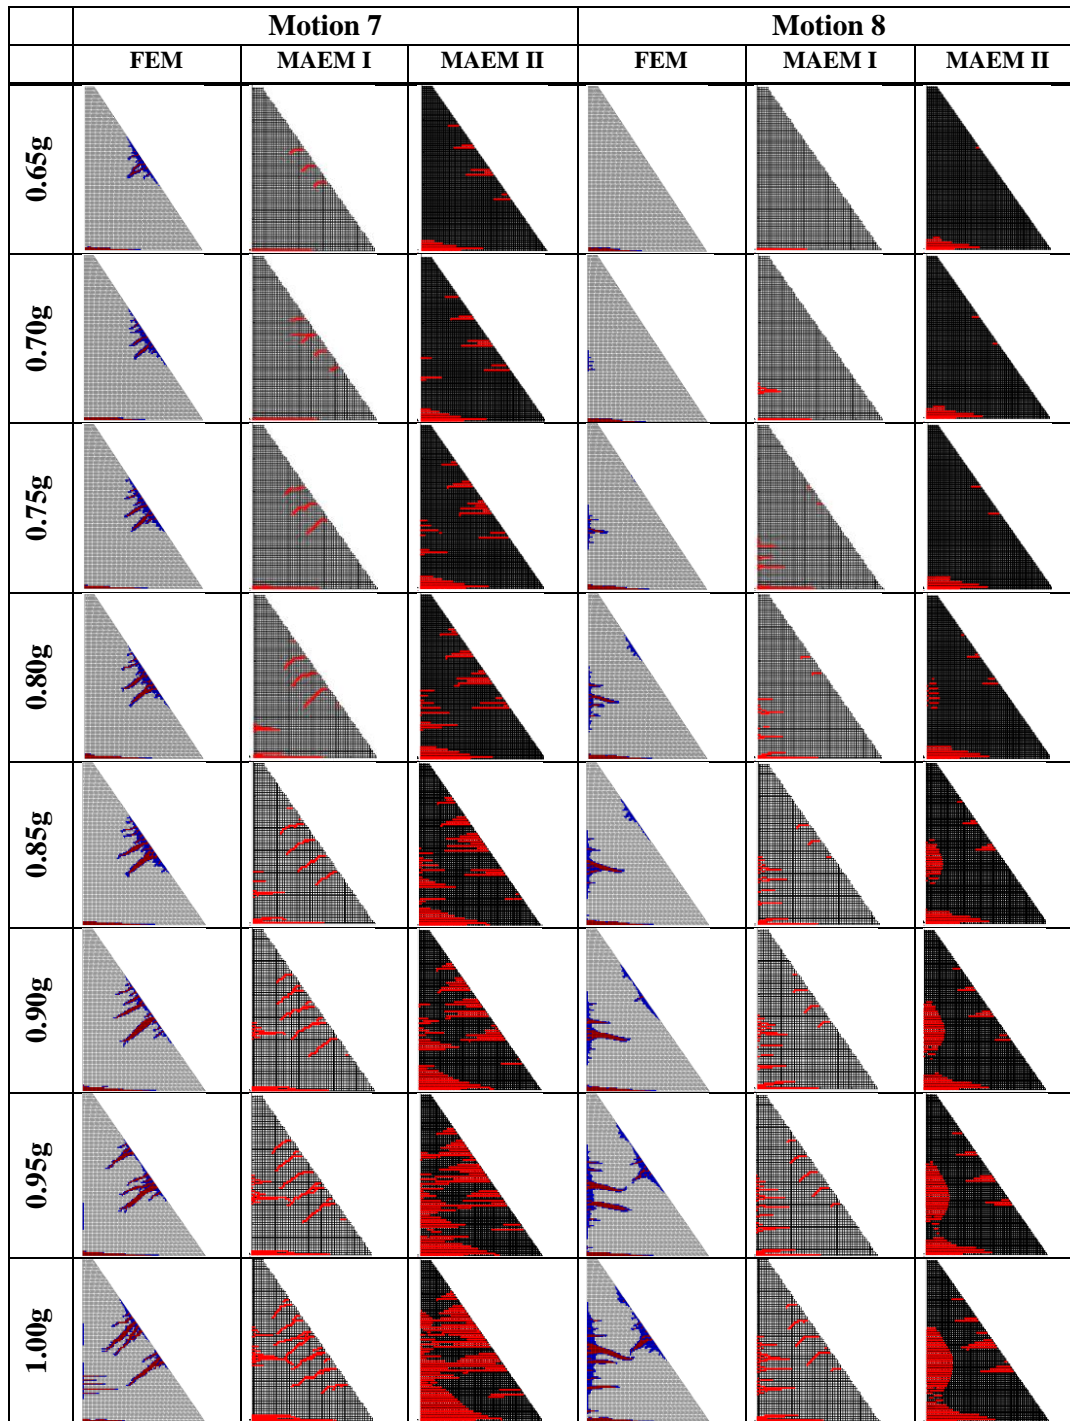 Motion 7 Motion 8
FEM MAEM I MAEM II FEM MAEM I MAEM II
0.65g
0.70g
0.75g
0.80g
0.85g
0.90g
0.95g
1.00g